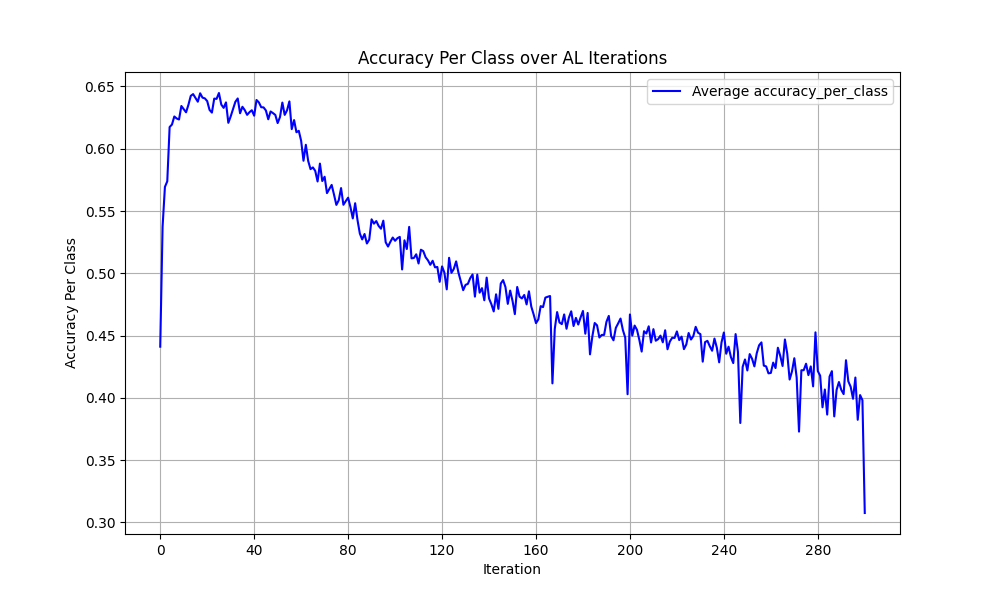 Accuracy Per Class over AL Iterations
Average accuracy_per_class
Accuracy Per Class
0.65
0.60
0.55
0.50
0.45
0.40
0.35
0.30
0 40 80 120 160 200 240 280
Iteration